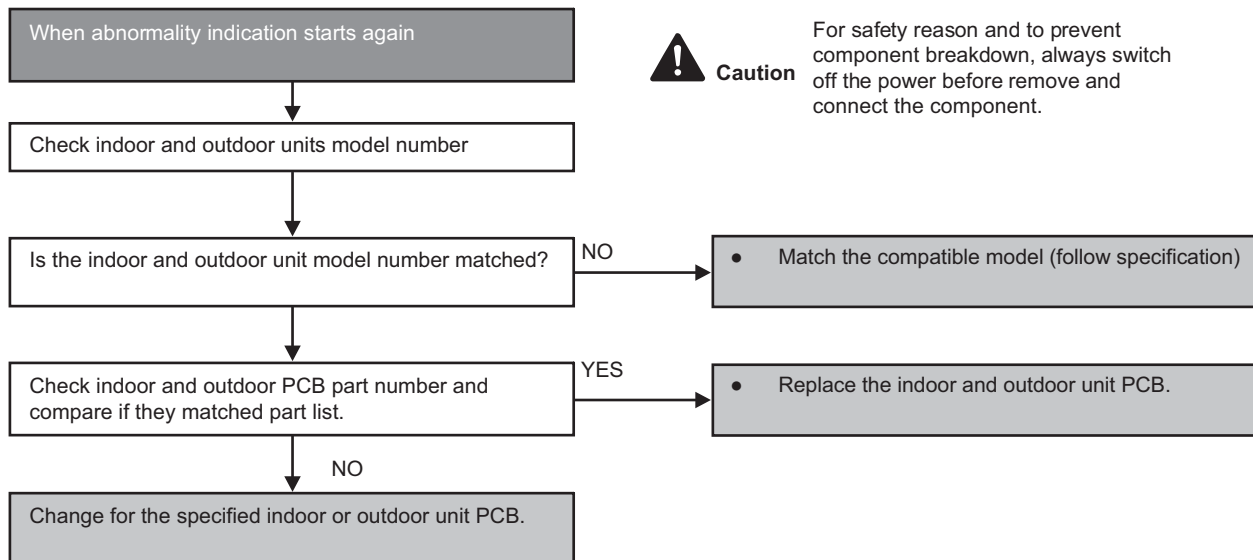 When abnormality indication starts again
Caution
For safety reason and to prevent
component breakdown, always switch
off the power before remove and
connect the component.
Check indoor and outdoor units model number
Is the indoor and outdoor unit model number matched?
NO
● Match the compatible model (follow specification)
Check indoor and outdoor PCB part number and
compare if they matched part list.
YES
● Replace the indoor and outdoor unit PCB.
NO
Change for the specified indoor or outdoor unit PCB.